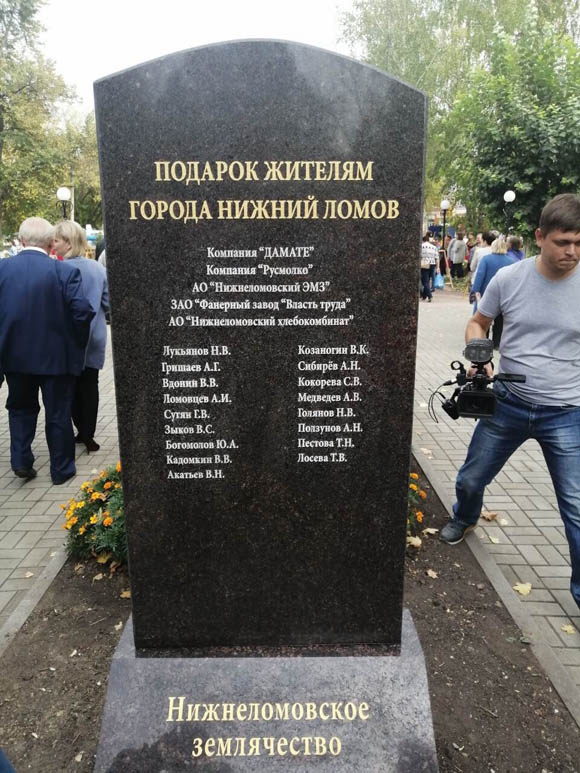 ПОДАРОК ЖИТЕЛЯМ
ГОРОДА НИЖНИЙ ЛОМОВ
Компания "ДАМАТЕ"
Компания "Русмолко"
АО "Нижнеломовский ЭМЗ"
ЗАО "Фанерный завод "Власть труда"
АО "Нижнеломовский хлебокомбинат"
Лукьянов Н.В.
Гришаев А.Г.
Вдонин В.В.
Ломовцев А.И.
Сутян Г.В.
Зыков В.С.
Богомолов Ю.А.
Кадомкин В.В.
Акатьев В.Н.
Козаногин В.К.
Сибирёв А.Н.
Кокорева С.В.
Медведев А.В.
Голянов Н.В.
Ползунов А.Н.
Пестова Т.Н.
Лосева Т.В.
Нижнеломовское
землячество